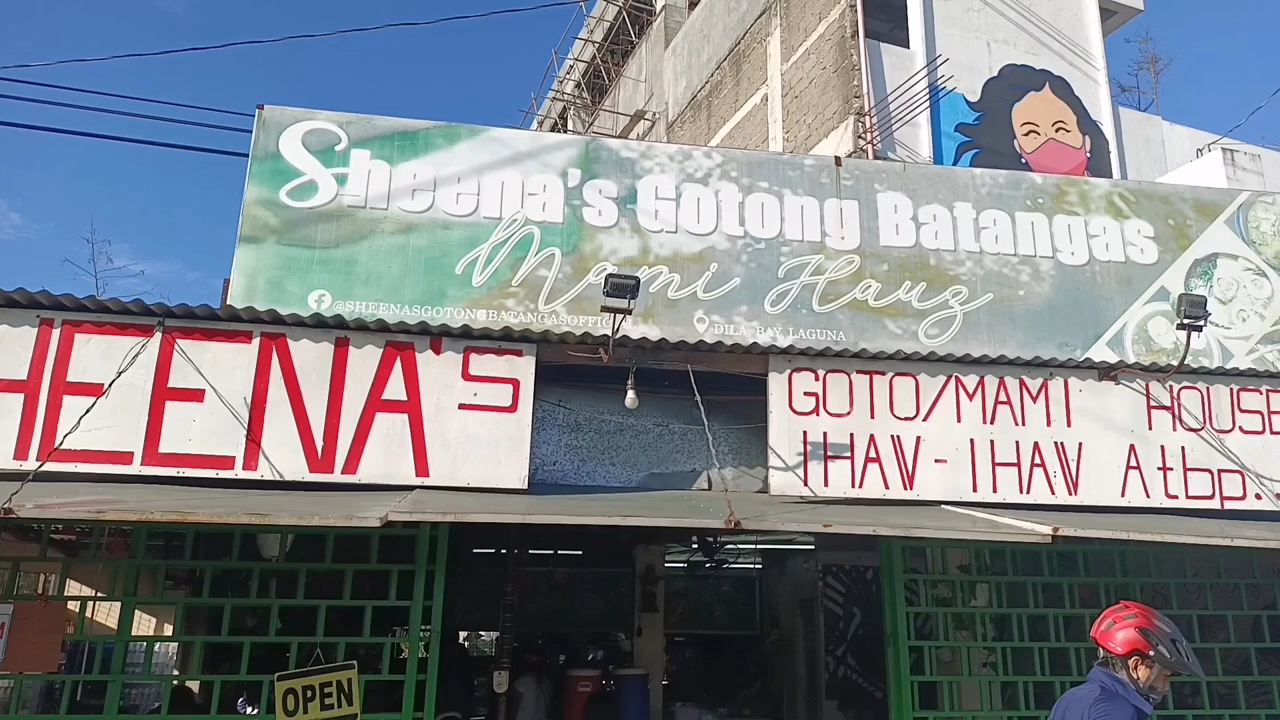 Sheena's Gotong Batangas
Mami Hauz
@SHEENASGOTONGBATANGASOFFICIAL
DILA, BAY, LAGUNA
HEENA'S
GOTO/MAMI HOUSE
IHAW-IHAW Atbp.
OPEN